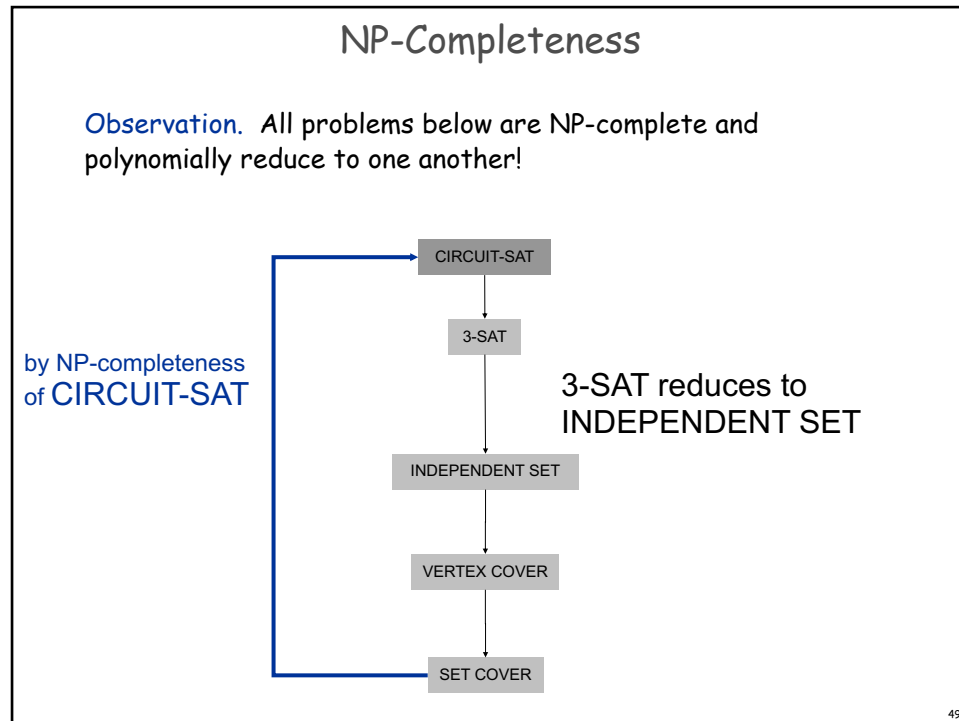 NP-Completeness
Observation. All problems below are NP-complete and
polynomially reduce to one another!
CIRCUIT-SAT
3-SAT
by NP-completeness
of CIRCUIT-SAT
3-SAT reduces to
INDEPENDENT SET
INDEPENDENT SET
VERTEX COVER
SET COVER
49